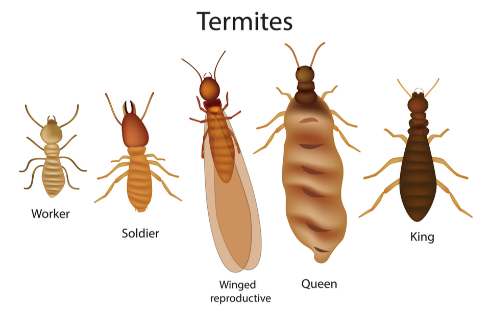 Termites
Worker
Soldier
Winged
reproductive
Queen
King